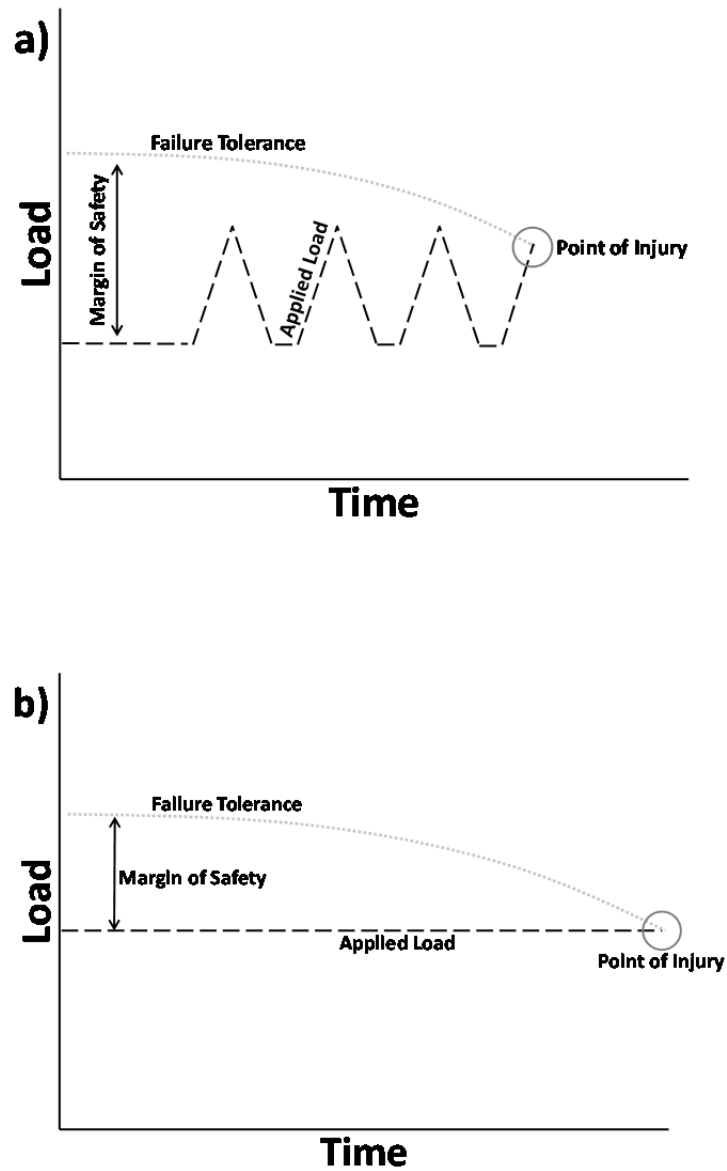 a)
Failure Tolerance
Margin of Safety
Load
Applied Load
Point of Injury
Time
b)
Failure Tolerance
Margin of Safety
Load
Applied Load
Point of Injury
Time